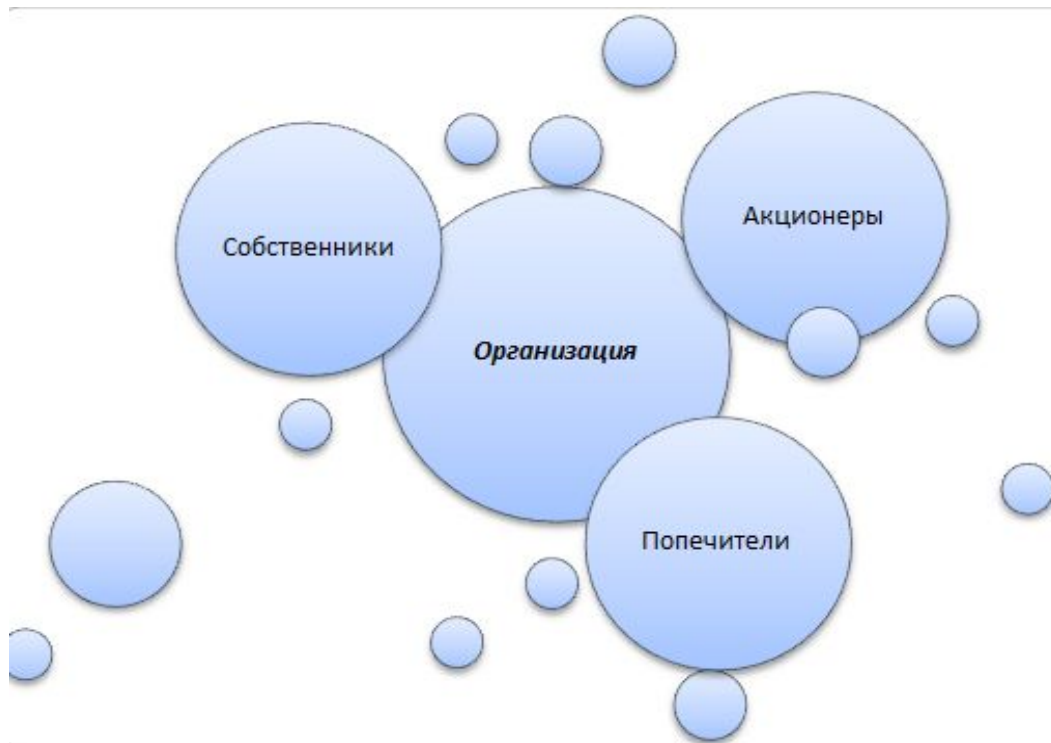 Акционеры
Собственники
Организация
Попечители